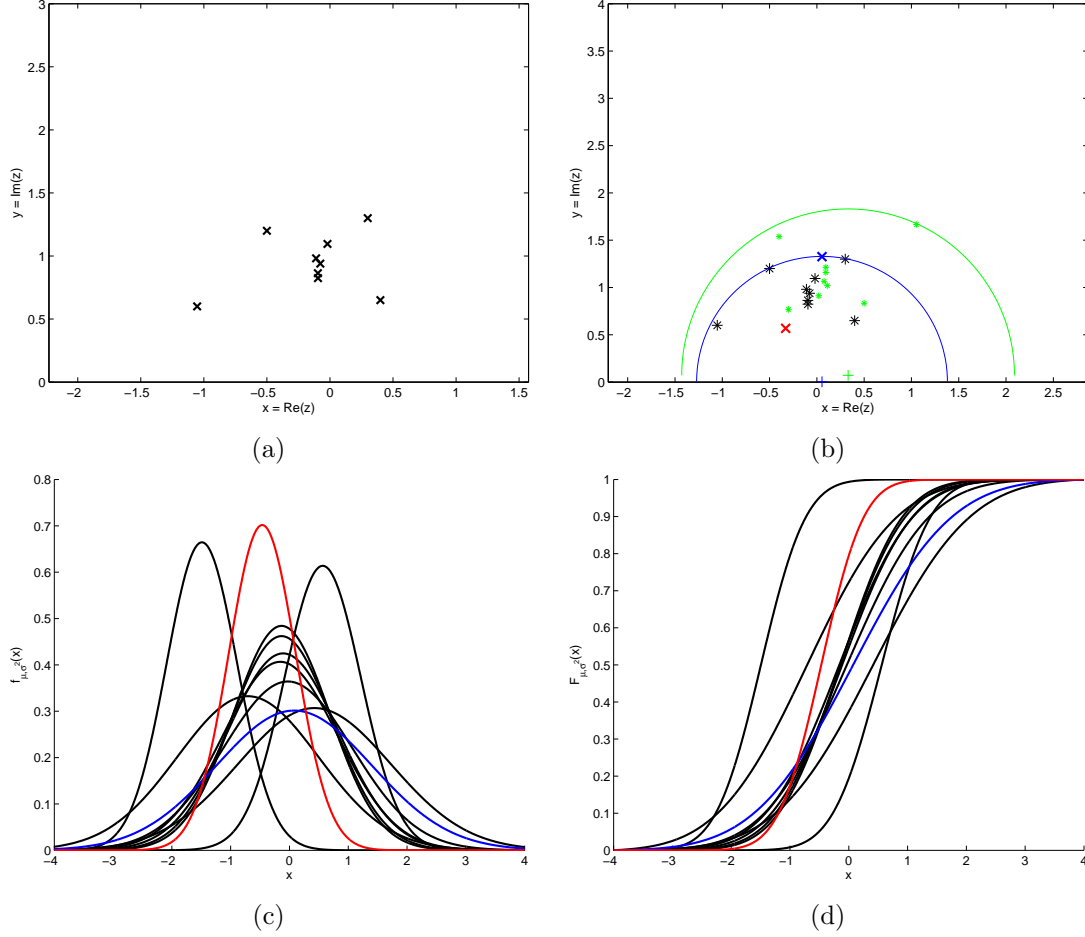 3
2.5
2
1.5
1
0.5
0
y = Im(z)
−2 −1.5 −1 −0.5 0 0.5 1 1.5
x = Re(z)
(a)
4
3.5
3
2.5
2
1.5
1
0.5
0
y = Im(z)
−2 −1.5 −1 −0.5 0 0.5 1 1.5 2 2.5
x = Re(z)
(b)
0.8
0.7
0.6
0.5
0.4
0.3
0.2
0.1
0
f μ,σ² (x)
−4 −3 −2 −1 0 1 2 3 4
x
(c)
1
0.9
0.8
0.7
0.6
0.5
0.4
0.3
0.2
0.1
0
F μ,σ² (x)
−4 −3 −2 −1 0 1 2 3 4
x
(d)